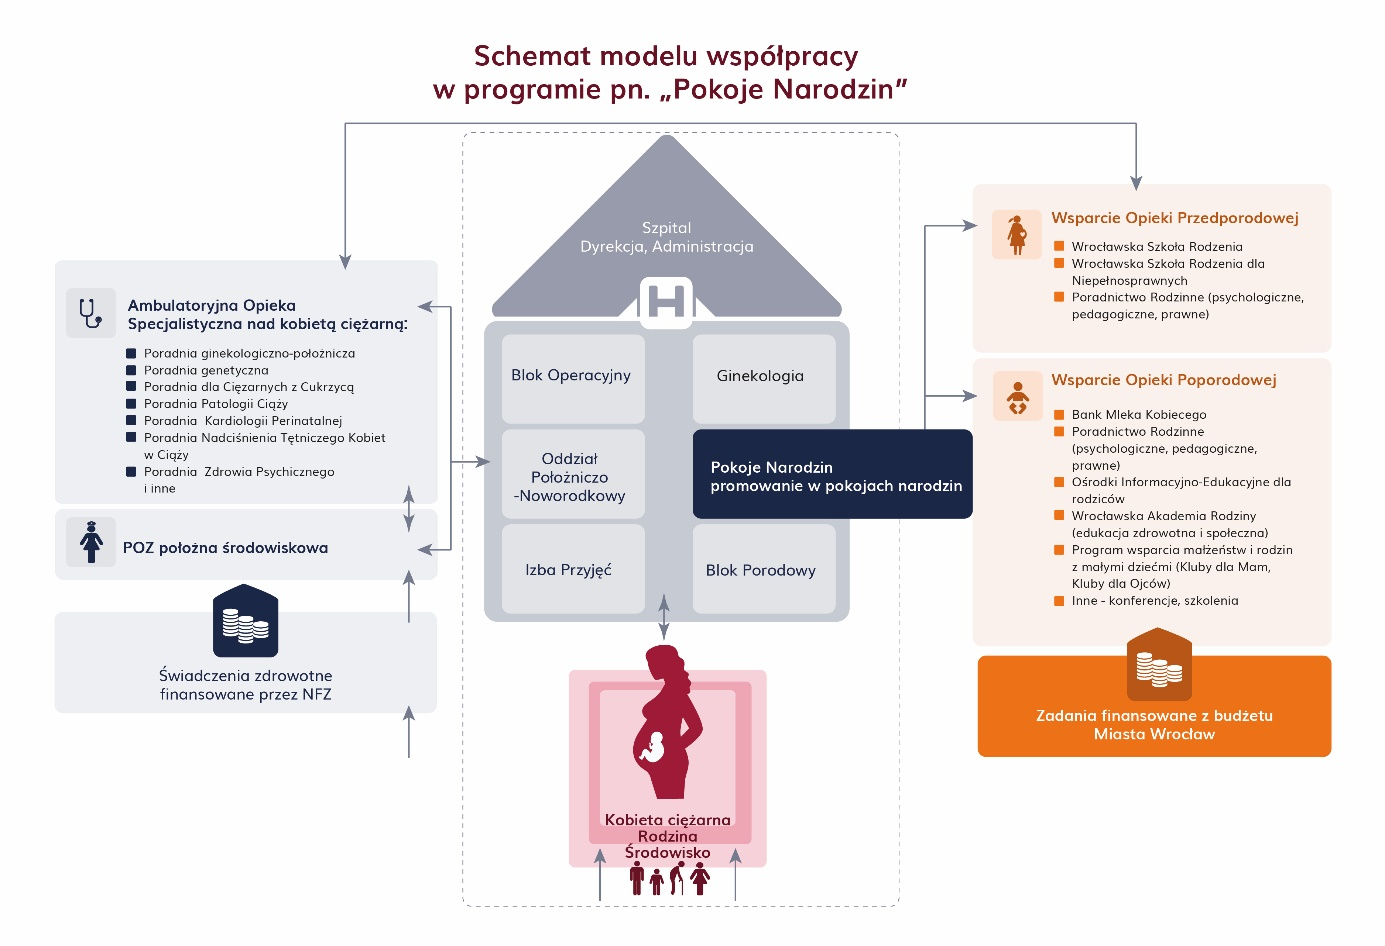 Schemat modelu współpracy
w programie pn. „Pokoje Narodzin”
Szpital
Dyrekcja, Administracja
H
Ambulatoryjna Opieka
Specjalistyczna nad kobietą ciężarną:
Poradnia ginekologiczno-położnicza
Poradnia genetyczna
Poradnia dla Ciężarnych z Cukrzycą
Poradnia Patologii Ciąży
Poradnia Kardiologii Perinatalnej
Poradnia Nadciśnienia Tętniczego Kobiet
w Ciąży
Poradnia Zdrowia Psychicznego
i inne
POZ położna środowiskowa
Świadczenia zdrowotne
finansowane przez NFZ
Blok Operacyjny
Ginekologia
Oddział
Położniczo
-Noworodkowy
Pokoje Narodzin
promowanie w pokojach narodzin
Izba Przyjęć
Blok Porodowy
Kobieta ciężarna
Rodzina
Środowisko
Wsparcie Opieki Przedporodowej
Wrocławska Szkoła Rodzenia
Wrocławska Szkoła Rodzenia dla
Niepełnosprawnych
Poradnictwo Rodzinne (psychologiczne,
pedagogiczne, prawne)
Wsparcie Opieki Poporodowej
Bank Mleka Kobiecego
Poradnictwo Rodzinne
(psychologiczne, pedagogiczne,
prawne)
Ośrodki Informacyjno-Edukacyjne dla
rodziców
Wrocławska Akademia Rodziny
(edukacja zdrowotna i społeczna)
Program wsparcia małżeństw i rodzin
z małymi dziećmi (Kluby dla Mam,
Kluby dla Ojców)
Inne - konferencje, szkolenia
Zadania finansowane z budżetu
Miasta Wrocław